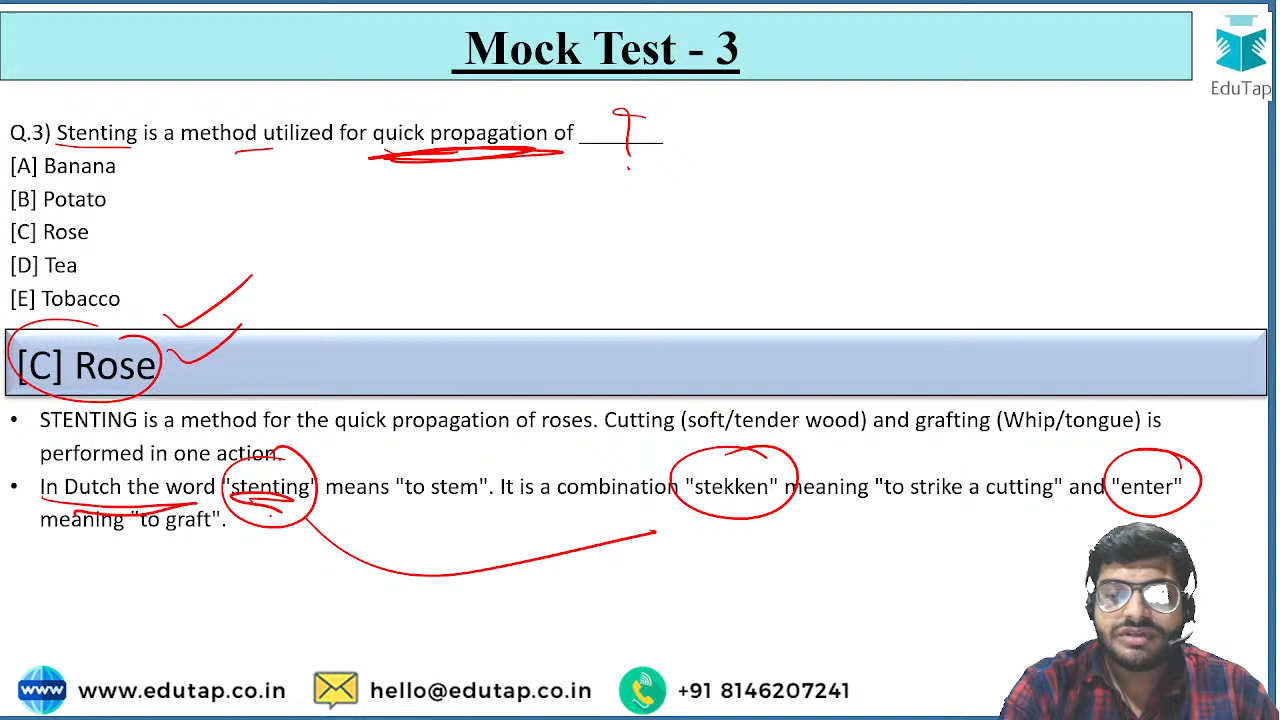 Mock Test - 3
EduTap
Q.3) Stenting is a method utilized for quick propagation of ________ ?
[A] Banana
[B] Potato
[C] Rose
[D] Tea
[E] Tobacco
[C] Rose
• STENTING is a method for the quick propagation of roses. Cutting (soft/tender wood) and grafting (Whip/tongue) is
performed in one action.
• In Dutch the word "stenting" means "to stem". It is a combination "stekken" meaning "to strike a cutting" and "enter"
meaning "to graft".
www www.edutap.co.in hello@edutap.co.in +91 8146207241